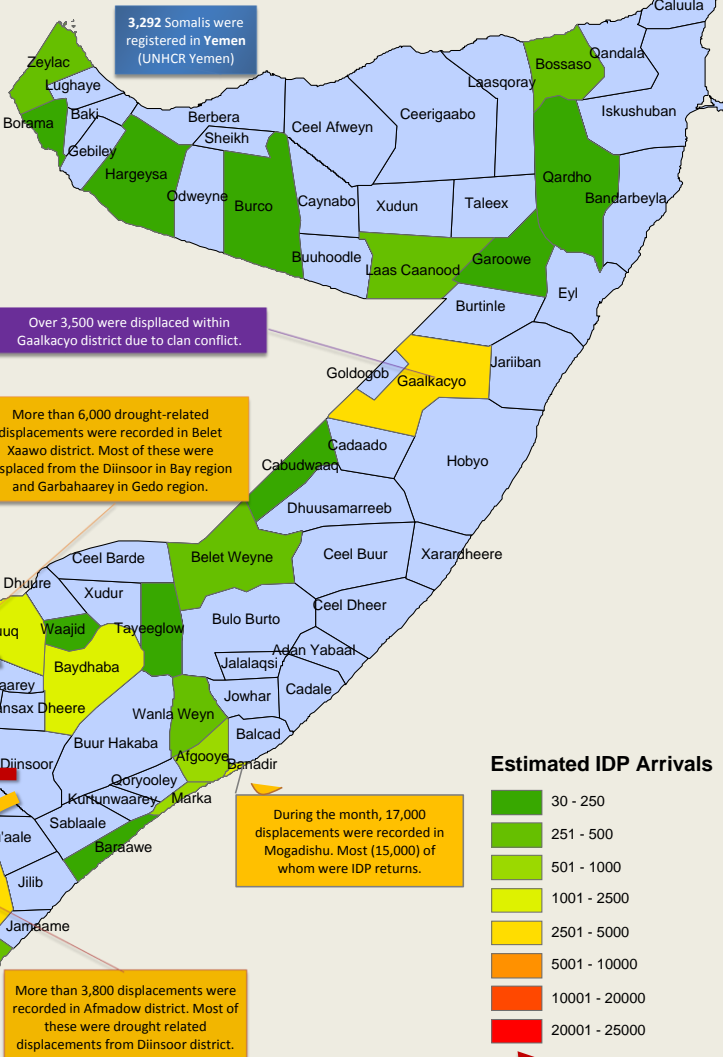 Caluula
3,292 Somalis were
registered in Yemen
(UNHCR Yemen)
Zeylac
Bossaso
Qandala
Lughaye
Laasqoray
Iskushuban
Borama
Baki
Berbera
Ceerigaabo
Sheikh
Ceel Afweyn
Gebiley
Hargeysa
Qardho
Odweyne
Burco
Caynabo
Xudun
Taleex
Bandarbeyla
Buuhoodle
Laas Caanood
Garoowe
Eyl
Burtinle
Over 3,500 were displlaced within
Gaalkacyo district due to clan conflict.
Jariiban
Goldogob
Gaalkacyo
More than 6,000 drought-related
displacements were recorded in Belet
Xaawo district. Most of these were
splaced from the Diinsoor in Bay region
and Garbahaarey in Gedo region.
Cadaado
Cabudwaaq
Hobyo
Dhuusamarreeb
Ceel Barde
Belet Weyne
Ceel Buur
Xarardheere
Dhuure
Xudur
Ceel Dheer
uuq
Waajid
Tayeeglow
Bulo Burto
Adan Yabaal
Baydhaba
Jalalaqsi
aarey
Jowhar
Cadale
ansax Dheere
Wanla Weyn
Balcad
Buur Hakaba
Afgooye
Diinsoor
Banadir
Qoryooley
Kurtunwaarey
Marka
Sablaale
u'aale
Baraawe
Jilib
Jamaame
During the month, 17,000
displacements were recorded in
Mogadishu. Most (15,000) of
whom were IDP returns.
More than 3,800 displacements were
recorded in Afmadow district. Most of
these were drought related
displacements from Diinsoor district.
Estimated IDP Arrivals
30 - 250
251 - 500
501 - 1000
1001 - 2500
2501 - 5000
5001 - 10000
10001 - 20000
20001 - 25000